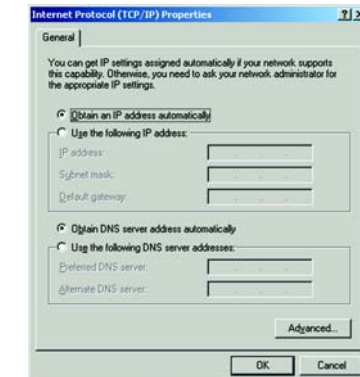 Internet Protocol (TCP/IP) Properties
General
You can get IP settings assigned automatically if your network supports
this capability. Otherwise, you need to ask your network administrator for
the appropriate IP settings.
Obtain an IP address automatically
Use the following IP address:
IP address:
Subnet mask:
Default gateway:
Obtain DNS server address automatically
Use the following DNS server addresses:
Preferred DNS server:
Alternate DNS server:
Advanced...
OK Cancel